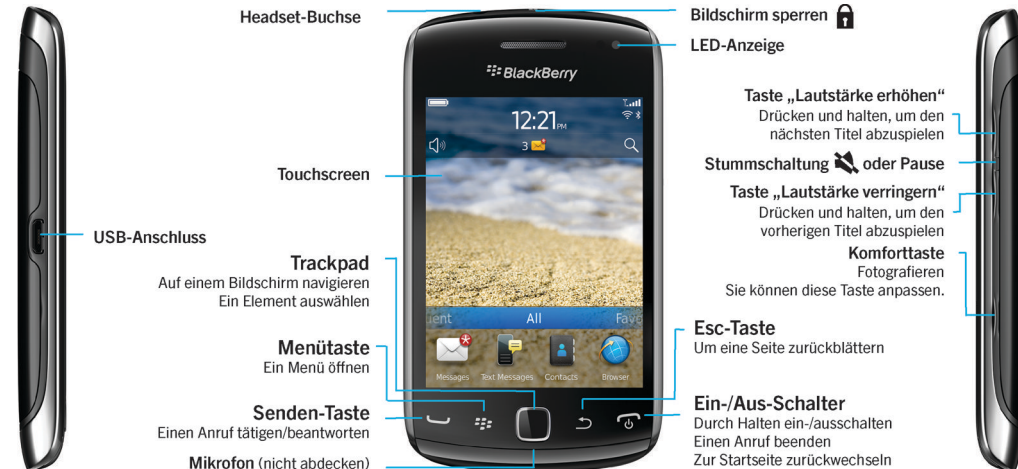 Headset-Buchse
Bildschirm sperren
LED-Anzeige
BlackBerry
12:21 PM
3
Touchscreen
USB-Anschluss
Trackpad
Auf einem Bildschirm navigieren
Ein Element auswählen
Menütaste
Ein Menü öffnen
Senden-Taste
Einen Anruf tätigen/beantworten
Mikrofon (nicht abdecken)
uent All Favo
Messages Text Messages Contacts Browser
Taste „Lautstärke erhöhen“
Drücken und halten, um den
nächsten Titel abzuspielen
Stummschaltung oder Pause
Taste „Lautstärke verringern“
Drücken und halten, um den
vorherigen Titel abzuspielen
Komforttaste
Fotografieren
Sie können diese Taste anpassen.
Esc-Taste
Um eine Seite zurückblättern
Ein-/Aus-Schalter
Durch Halten ein-/ausschalten
Einen Anruf beenden
Zur Startseite zurückwechseln